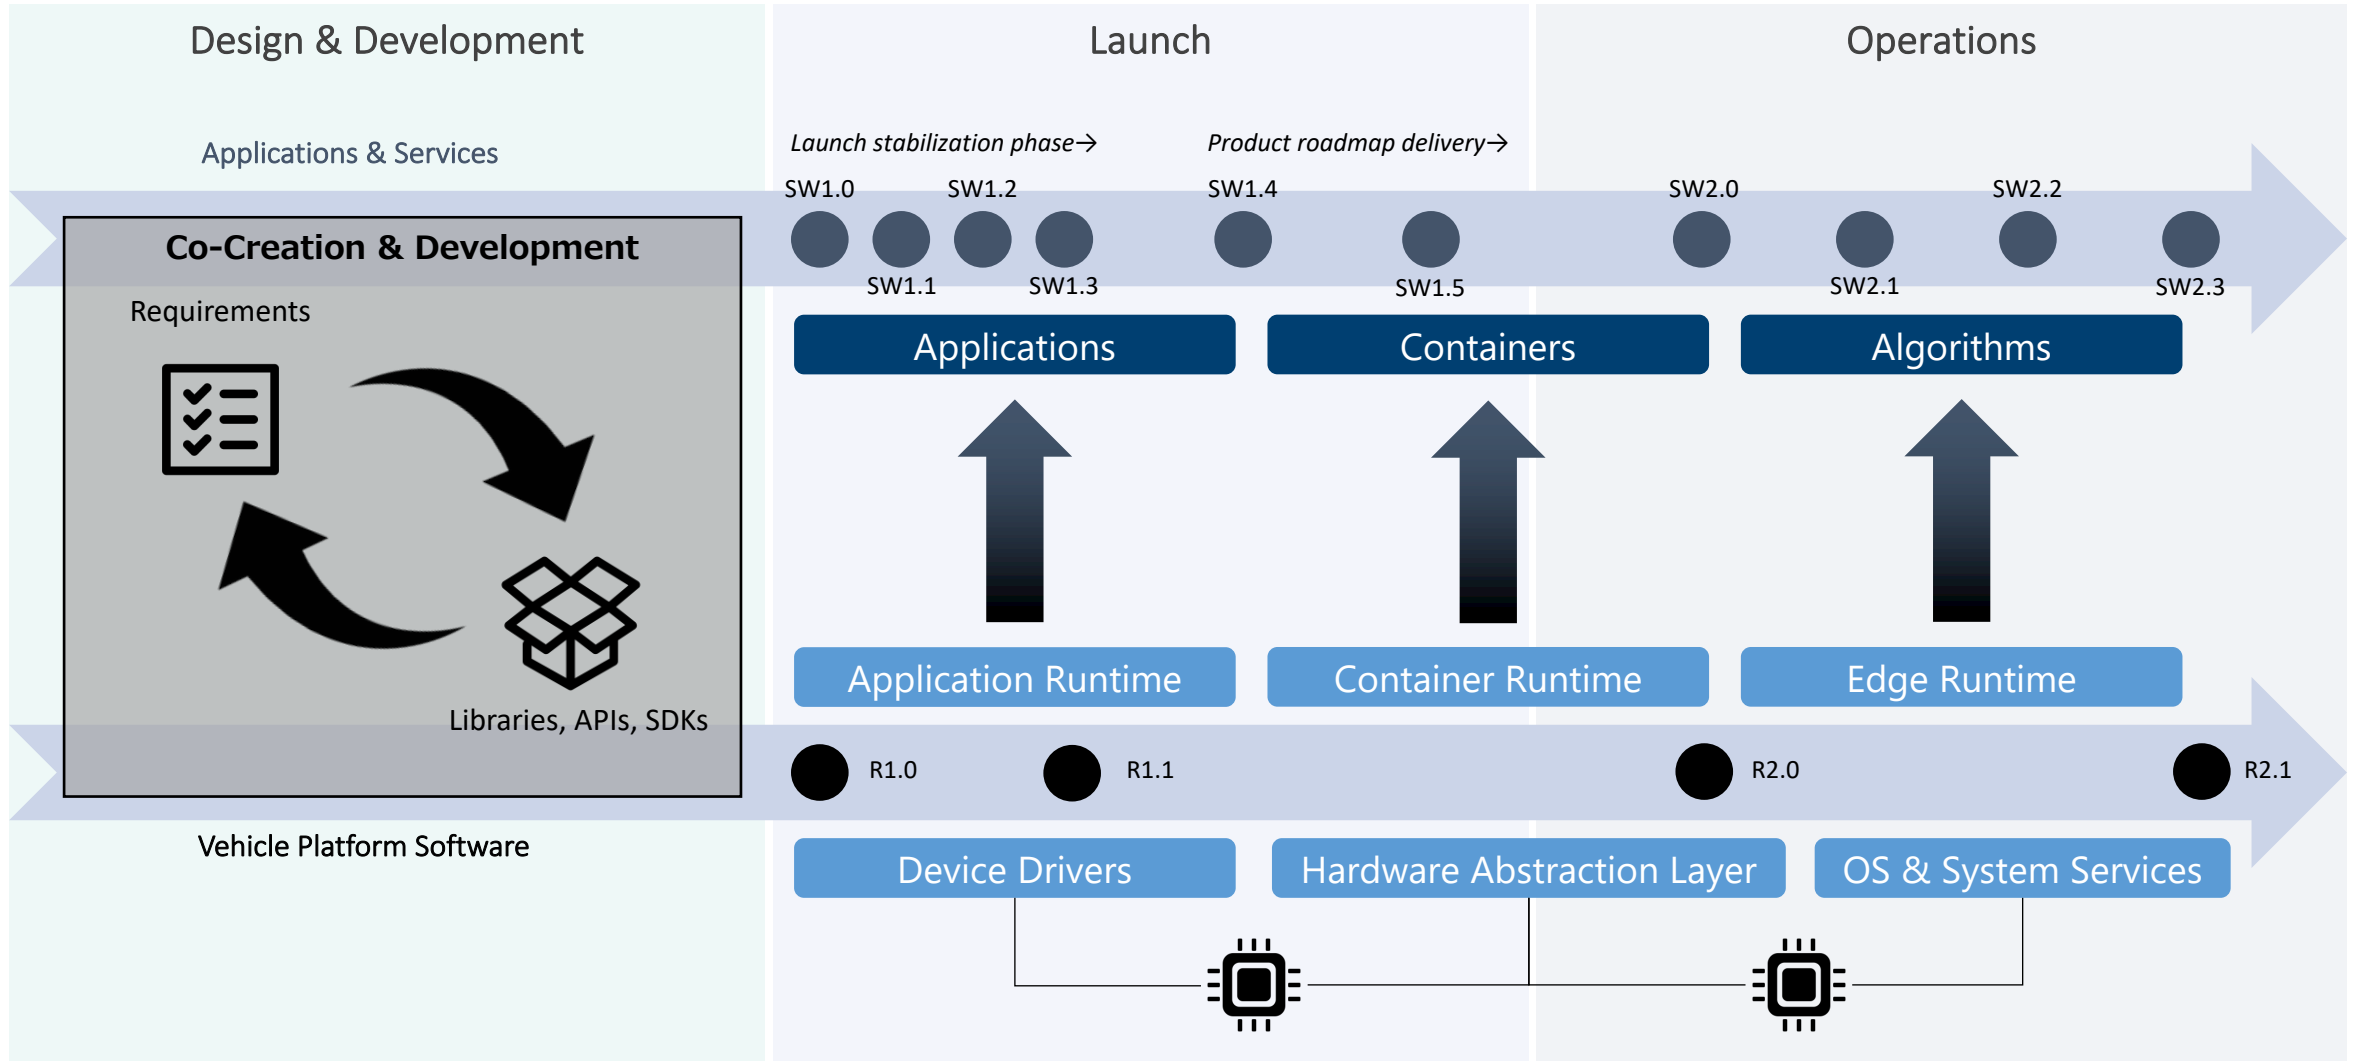 Design & Development
Launch
Operations
Applications & Services
Launch stabilization phase→
Product roadmap delivery→
SW1.0
SW1.2
SW1.4
SW2.0
SW2.2
SW1.1
SW1.3
SW1.5
SW2.1
SW2.3
Co-Creation & Development
Requirements
Libraries, APIs, SDKs
Applications
Containers
Algorithms
Application Runtime
Container Runtime
Edge Runtime
R1.0
R1.1
R2.0
R2.1
Vehicle Platform Software
Device Drivers
Hardware Abstraction Layer
OS & System Services